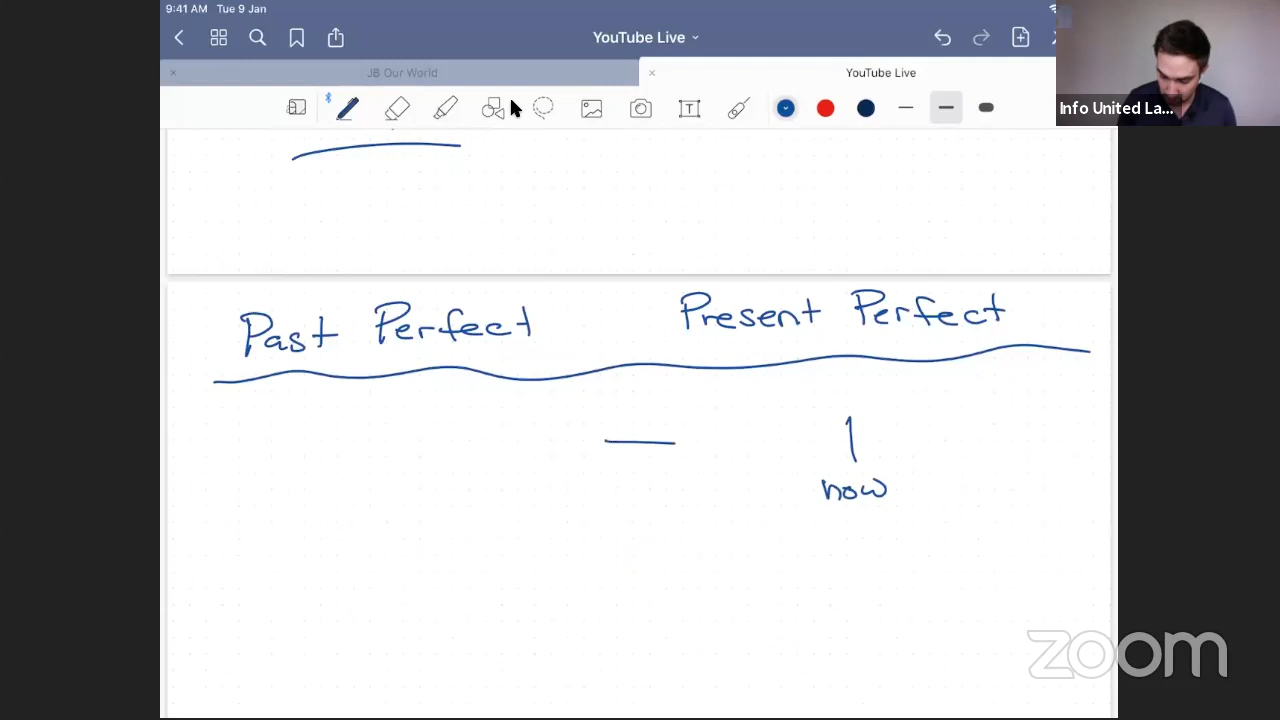 9:41 AM Tue 9 Jan
YouTube Live
JB Our World
YouTube Live
Info United La...
Past Perfect Present Perfect
now
zoom